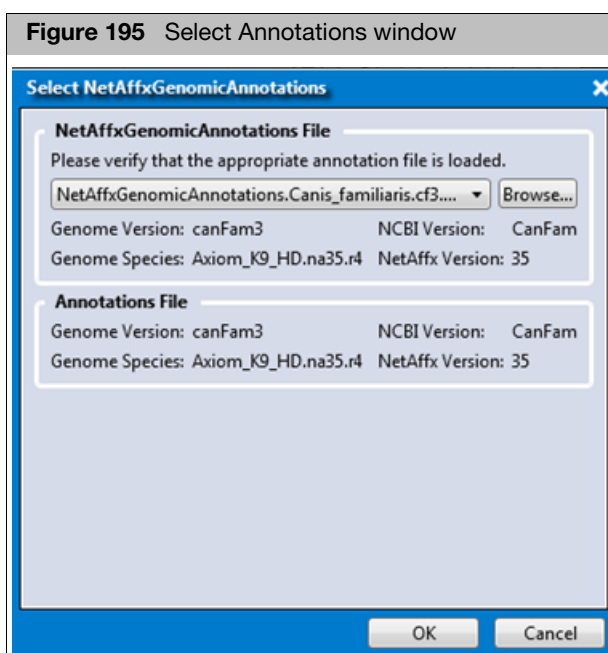 Figure 195 Select Annotations window
Select NetAffxGenomicAnnotations
NetAffxGenomicAnnotations File
Please verify that the appropriate annotation file is loaded.
NetAffxGenomicAnnotations.Canis_familiaris.cf3.... Browse...
Genome Version: canFam3 NCBI Version: CanFam
Genome Species: Axiom_K9_HD.na35.r4 NetAffx Version: 35
Annotations File
Genome Version: canFam3 NCBI Version: CanFam
Genome Species: Axiom_K9_HD.na35.r4 NetAffx Version: 35
OK Cancel